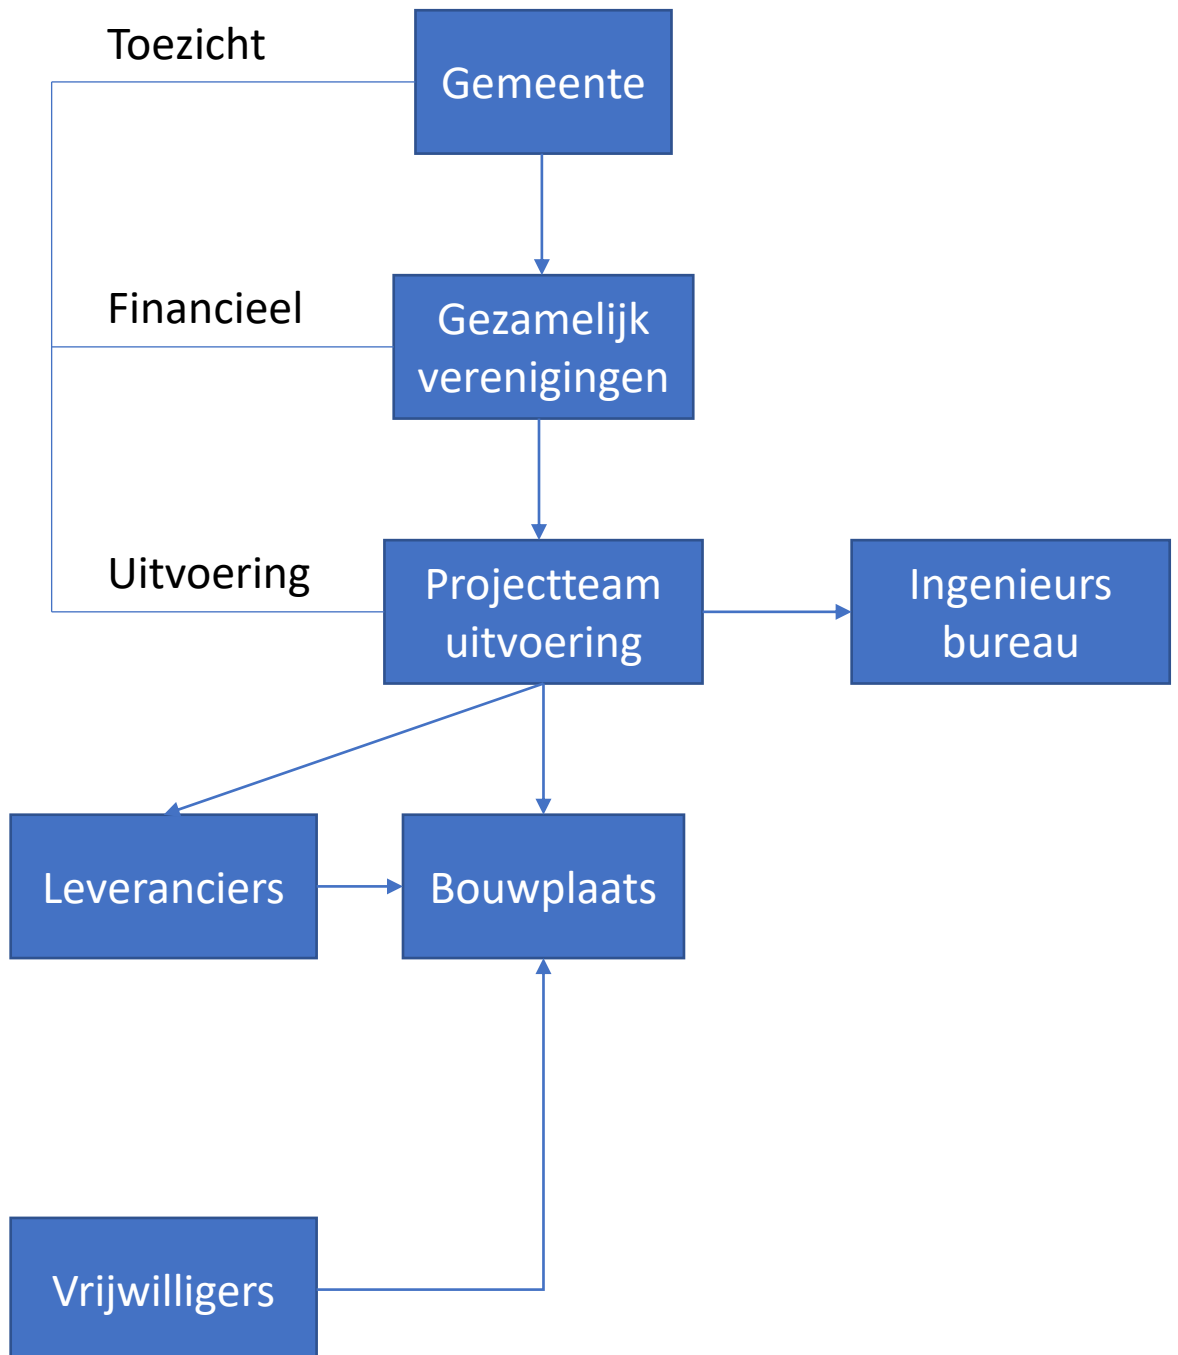 Toezicht
Gemeente
Financieel
Gezamelijk
verenigingen
Uitvoering
Projectteam
uitvoering
Ingenieurs
bureau
Leveranciers
Bouwplaats
Vrijwilligers